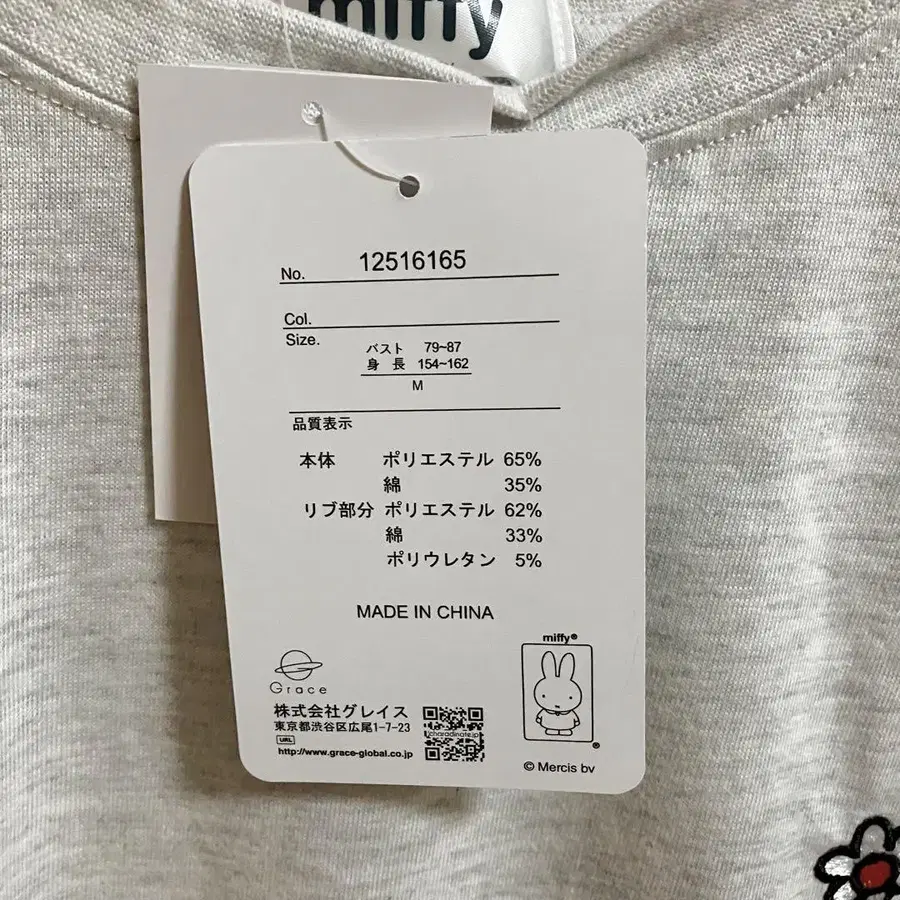 miffy
No. 12516165
Col.
Size.
バスト 79~87
身 長 154~162
M
品質表示
本体 ポリエステル 65%
綿 35%
リブ部分 ポリエステル 62%
綿 33%
ポリウレタン 5%
MADE IN CHINA
miffy®
Grace
株式会社グレイス
東京都渋谷区広尾1-7-23
URL
http://www.grace-global.co.jp
charadinate.jp
®
© Mercis bv